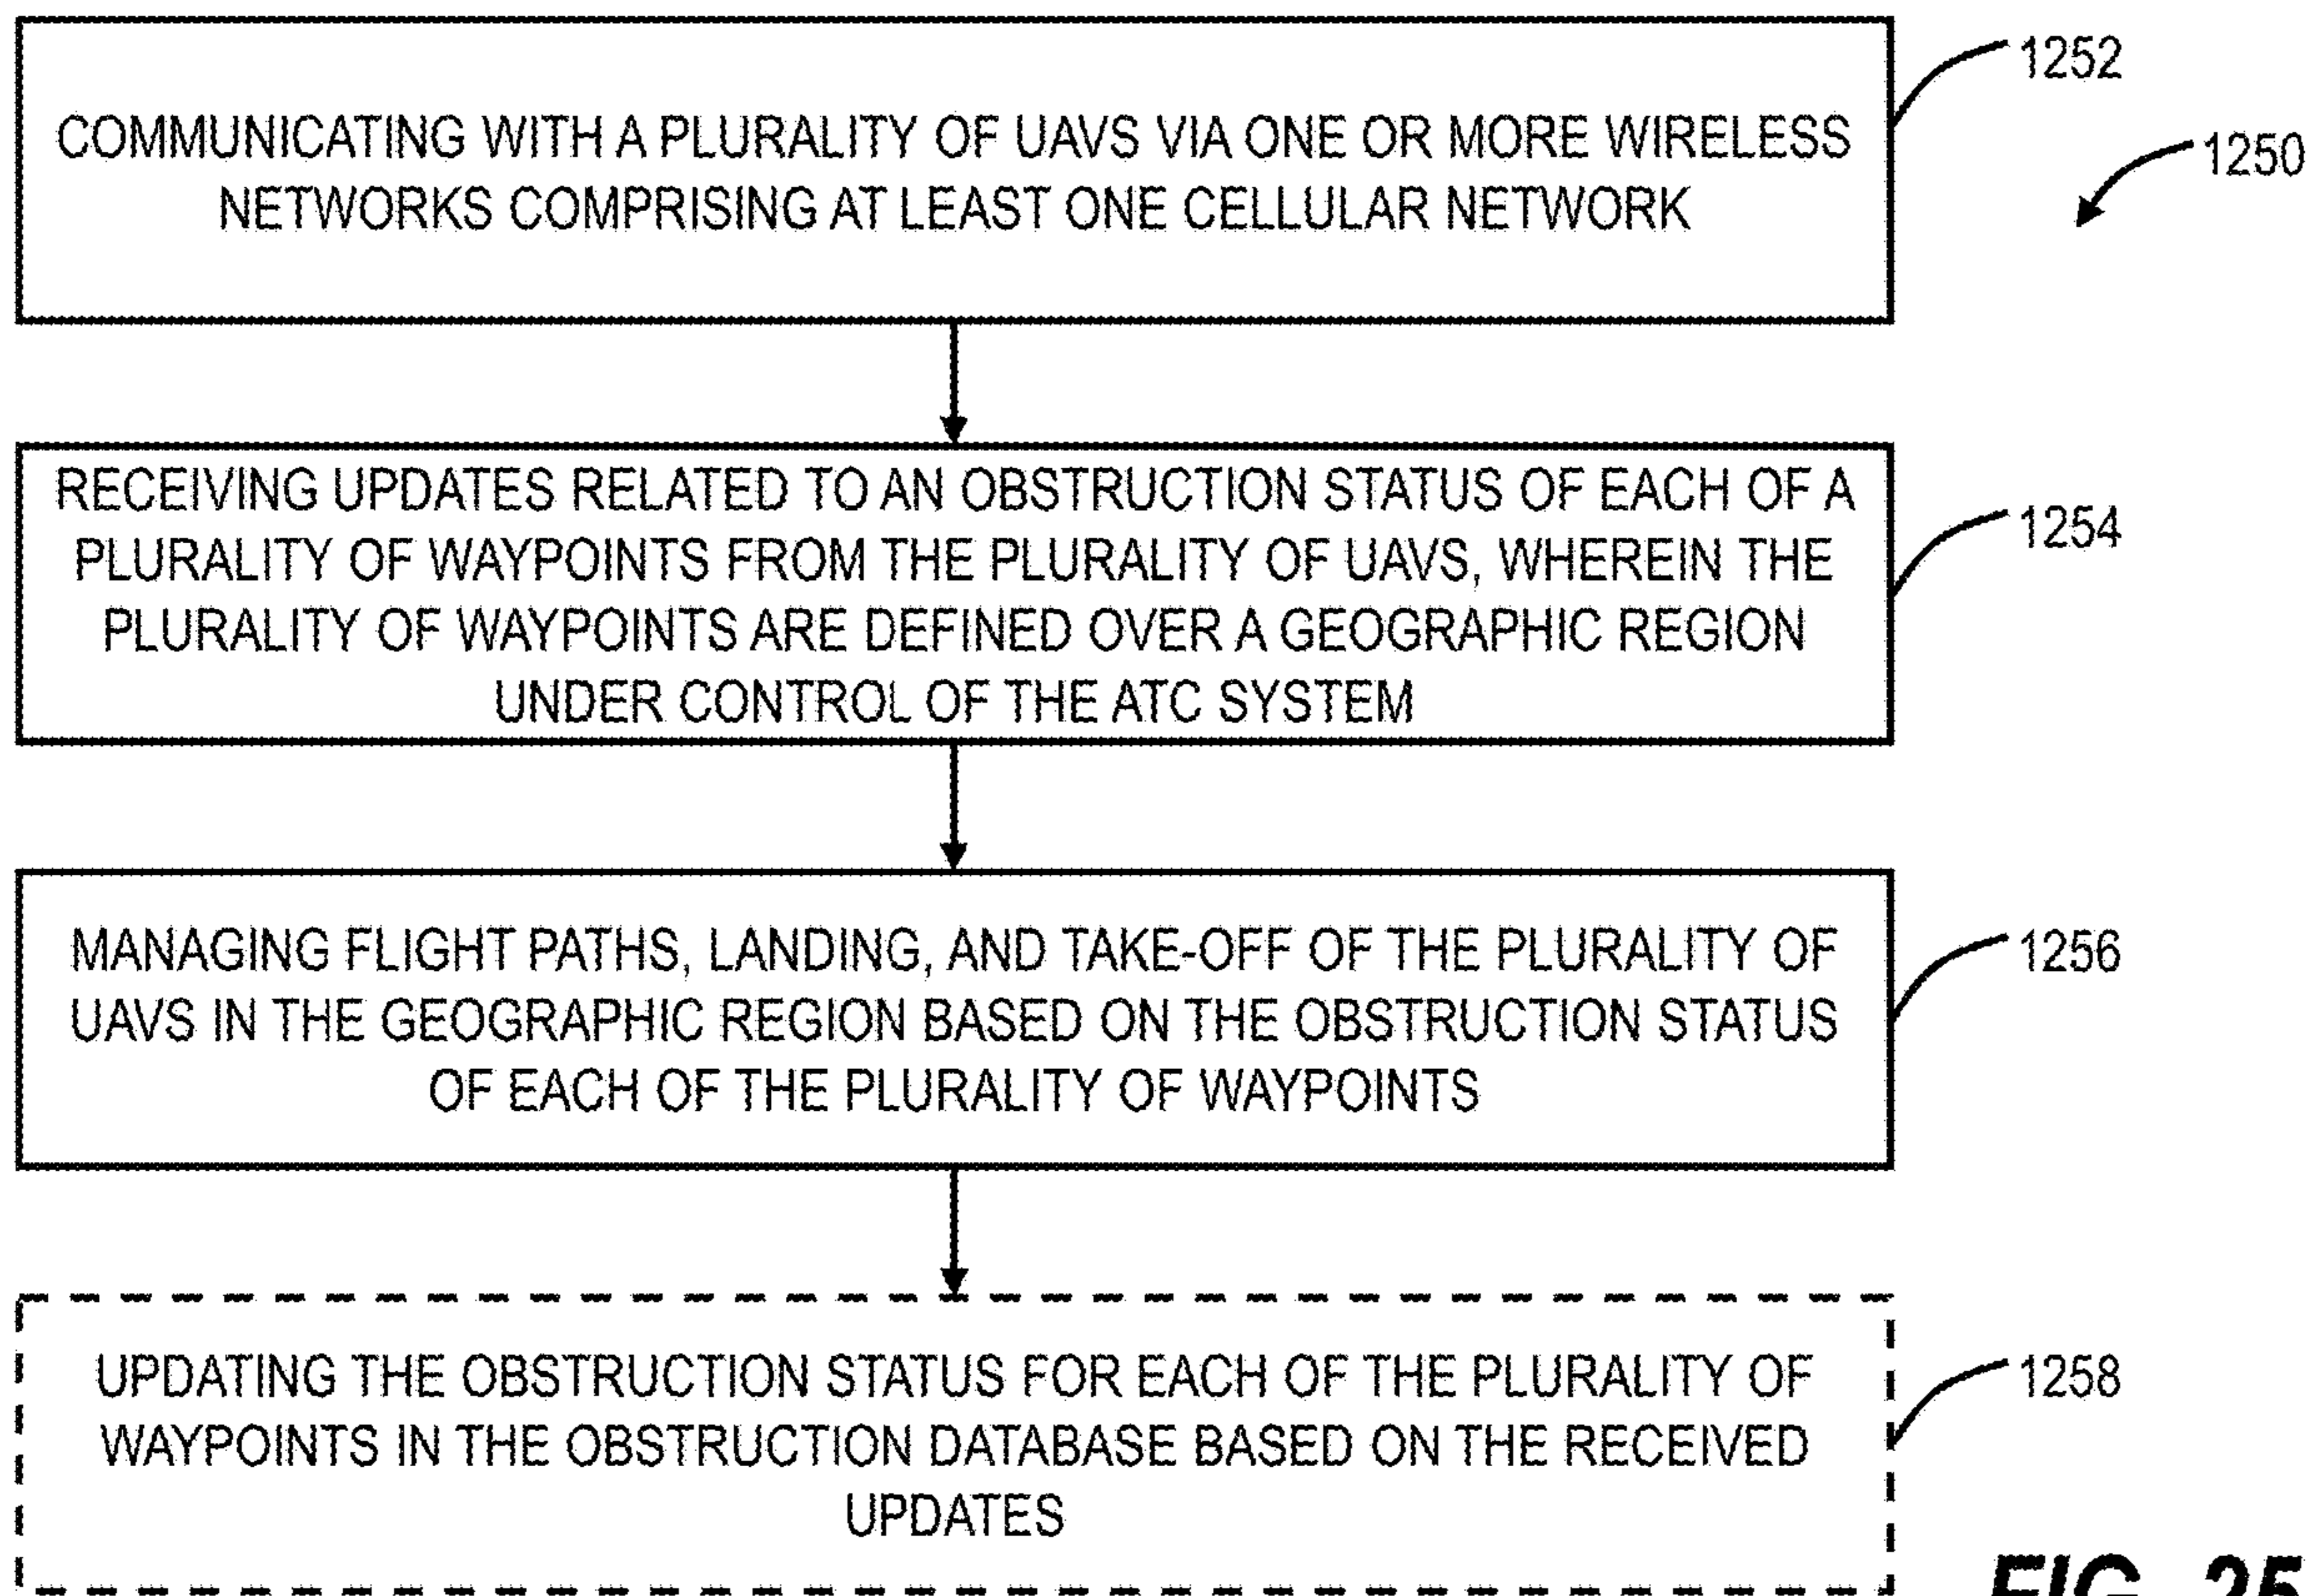 COMMUNICATING WITH A PLURALITY OF UAVS VIA ONE OR MORE WIRELESS
NETWORKS COMPRISING AT LEAST ONE CELLULAR NETWORK
1252
1250
RECEIVING UPDATES RELATED TO AN OBSTRUCTION STATUS OF EACH OF A
PLURALITY OF WAYPOINTS FROM THE PLURALITY OF UAVS, WHEREIN THE
PLURALITY OF WAYPOINTS ARE DEFINED OVER A GEOGRAPHIC REGION
UNDER CONTROL OF THE ATC SYSTEM
1254
MANAGING FLIGHT PATHS, LANDING, AND TAKE-OFF OF THE PLURALITY OF
UAVS IN THE GEOGRAPHIC REGION BASED ON THE OBSTRUCTION STATUS
OF EACH OF THE PLURALITY OF WAYPOINTS
1256
UPDATING THE OBSTRUCTION STATUS FOR EACH OF THE PLURALITY OF
WAYPOINTS IN THE OBSTRUCTION DATABASE BASED ON THE RECEIVED
UPDATES
1258
FIG. 25